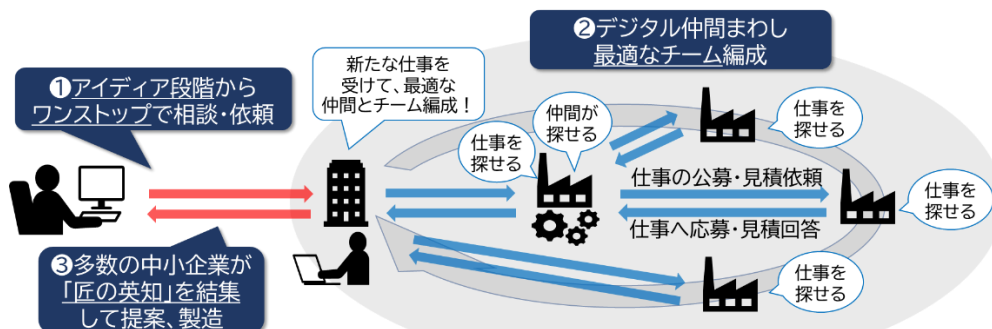 ❶アイディア段階から
ワンストップで相談・依頼
新たな仕事を
受けて、最適な
仲間とチーム編成！
❷デジタル仲間まわし
最適なチーム編成
仕事を
探せる
仲間が
探せる
仕事を
探せる
仕事の公募・見積依頼
仕事へ応募・見積回答
仕事を
探せる
仕事を
探せる
❸多数の中小企業が
「匠の英知」を結集
して提案、製造